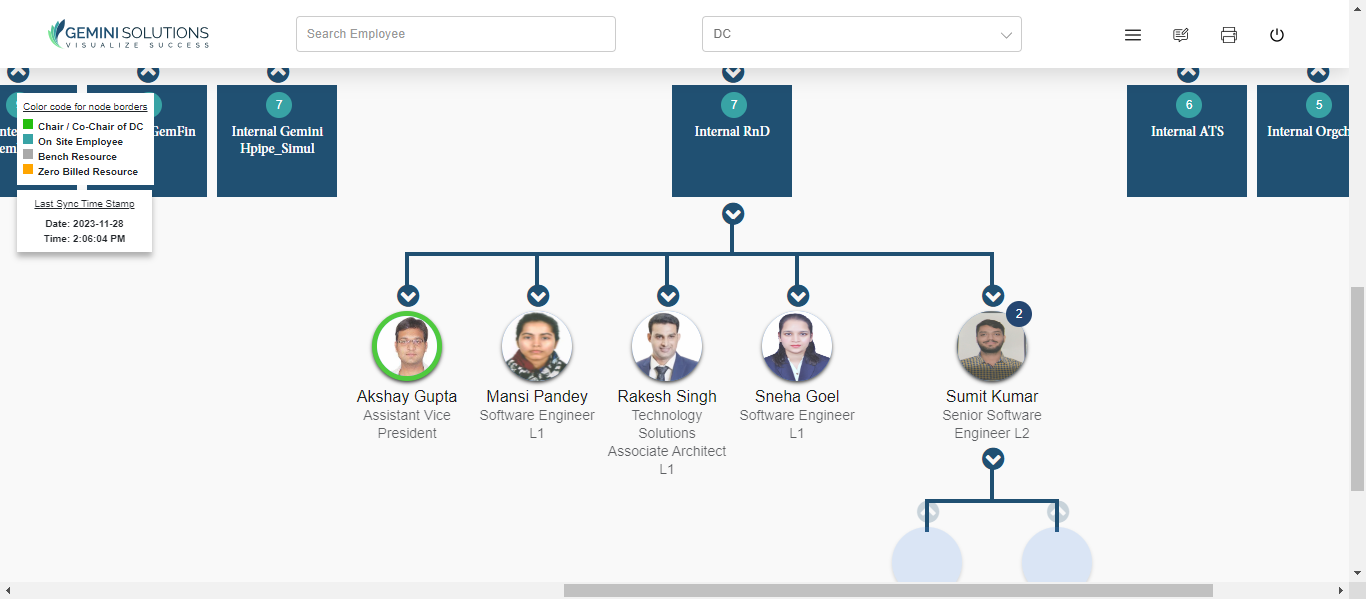 GEMINI SOLUTIONS
VISUALIZE SUCCESS
Search Employee
DC
Color code for node borders
Chair / Co-Chair of DC
On Site Employee
Bench Resource
Zero Billed Resource
Last Sync Time Stamp
Date: 2023-11-28
Time: 2:06:04 PM
GemFin
7
Internal Gemini
Hpipe_Simul
7
Internal RnD
6
Internal ATS
5
Internal Orgch
Akshay Gupta
Assistant Vice
President
Mansi Pandey
Software Engineer
L1
Rakesh Singh
Technology
Solutions
Associate Architect
L1
Sneha Goel
Software Engineer
L1
2
Sumit Kumar
Senior Software
Engineer L2